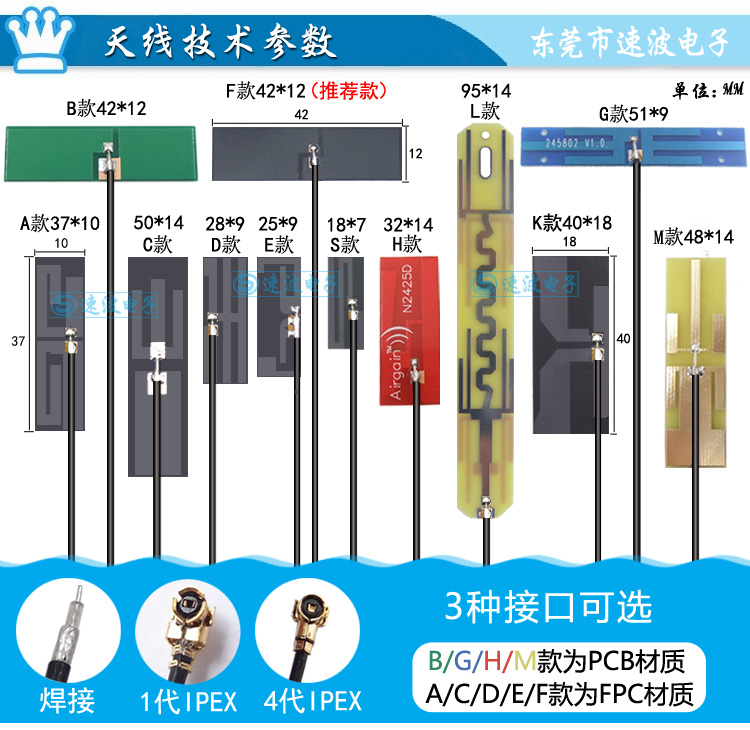 天线技术参数
东莞市速波电子
单位:MM
B款42*12
F款42*12(推荐款)
42
12
95*14
L款
G款51*9
245802 V1.0
A款37*10
10
37
50*14
C款
28*9
D款
25*9
E款
18*7
S款
32*14
H款
K款40*18
18
40
M款48*14
速波电子
速波电子
速波电子
N2425D
Airgain™
3种接口可选
B/G/H/M款为PCB材质
A/C/D/E/F款为FPC材质
焊接
1代IPEX
4代IPEX